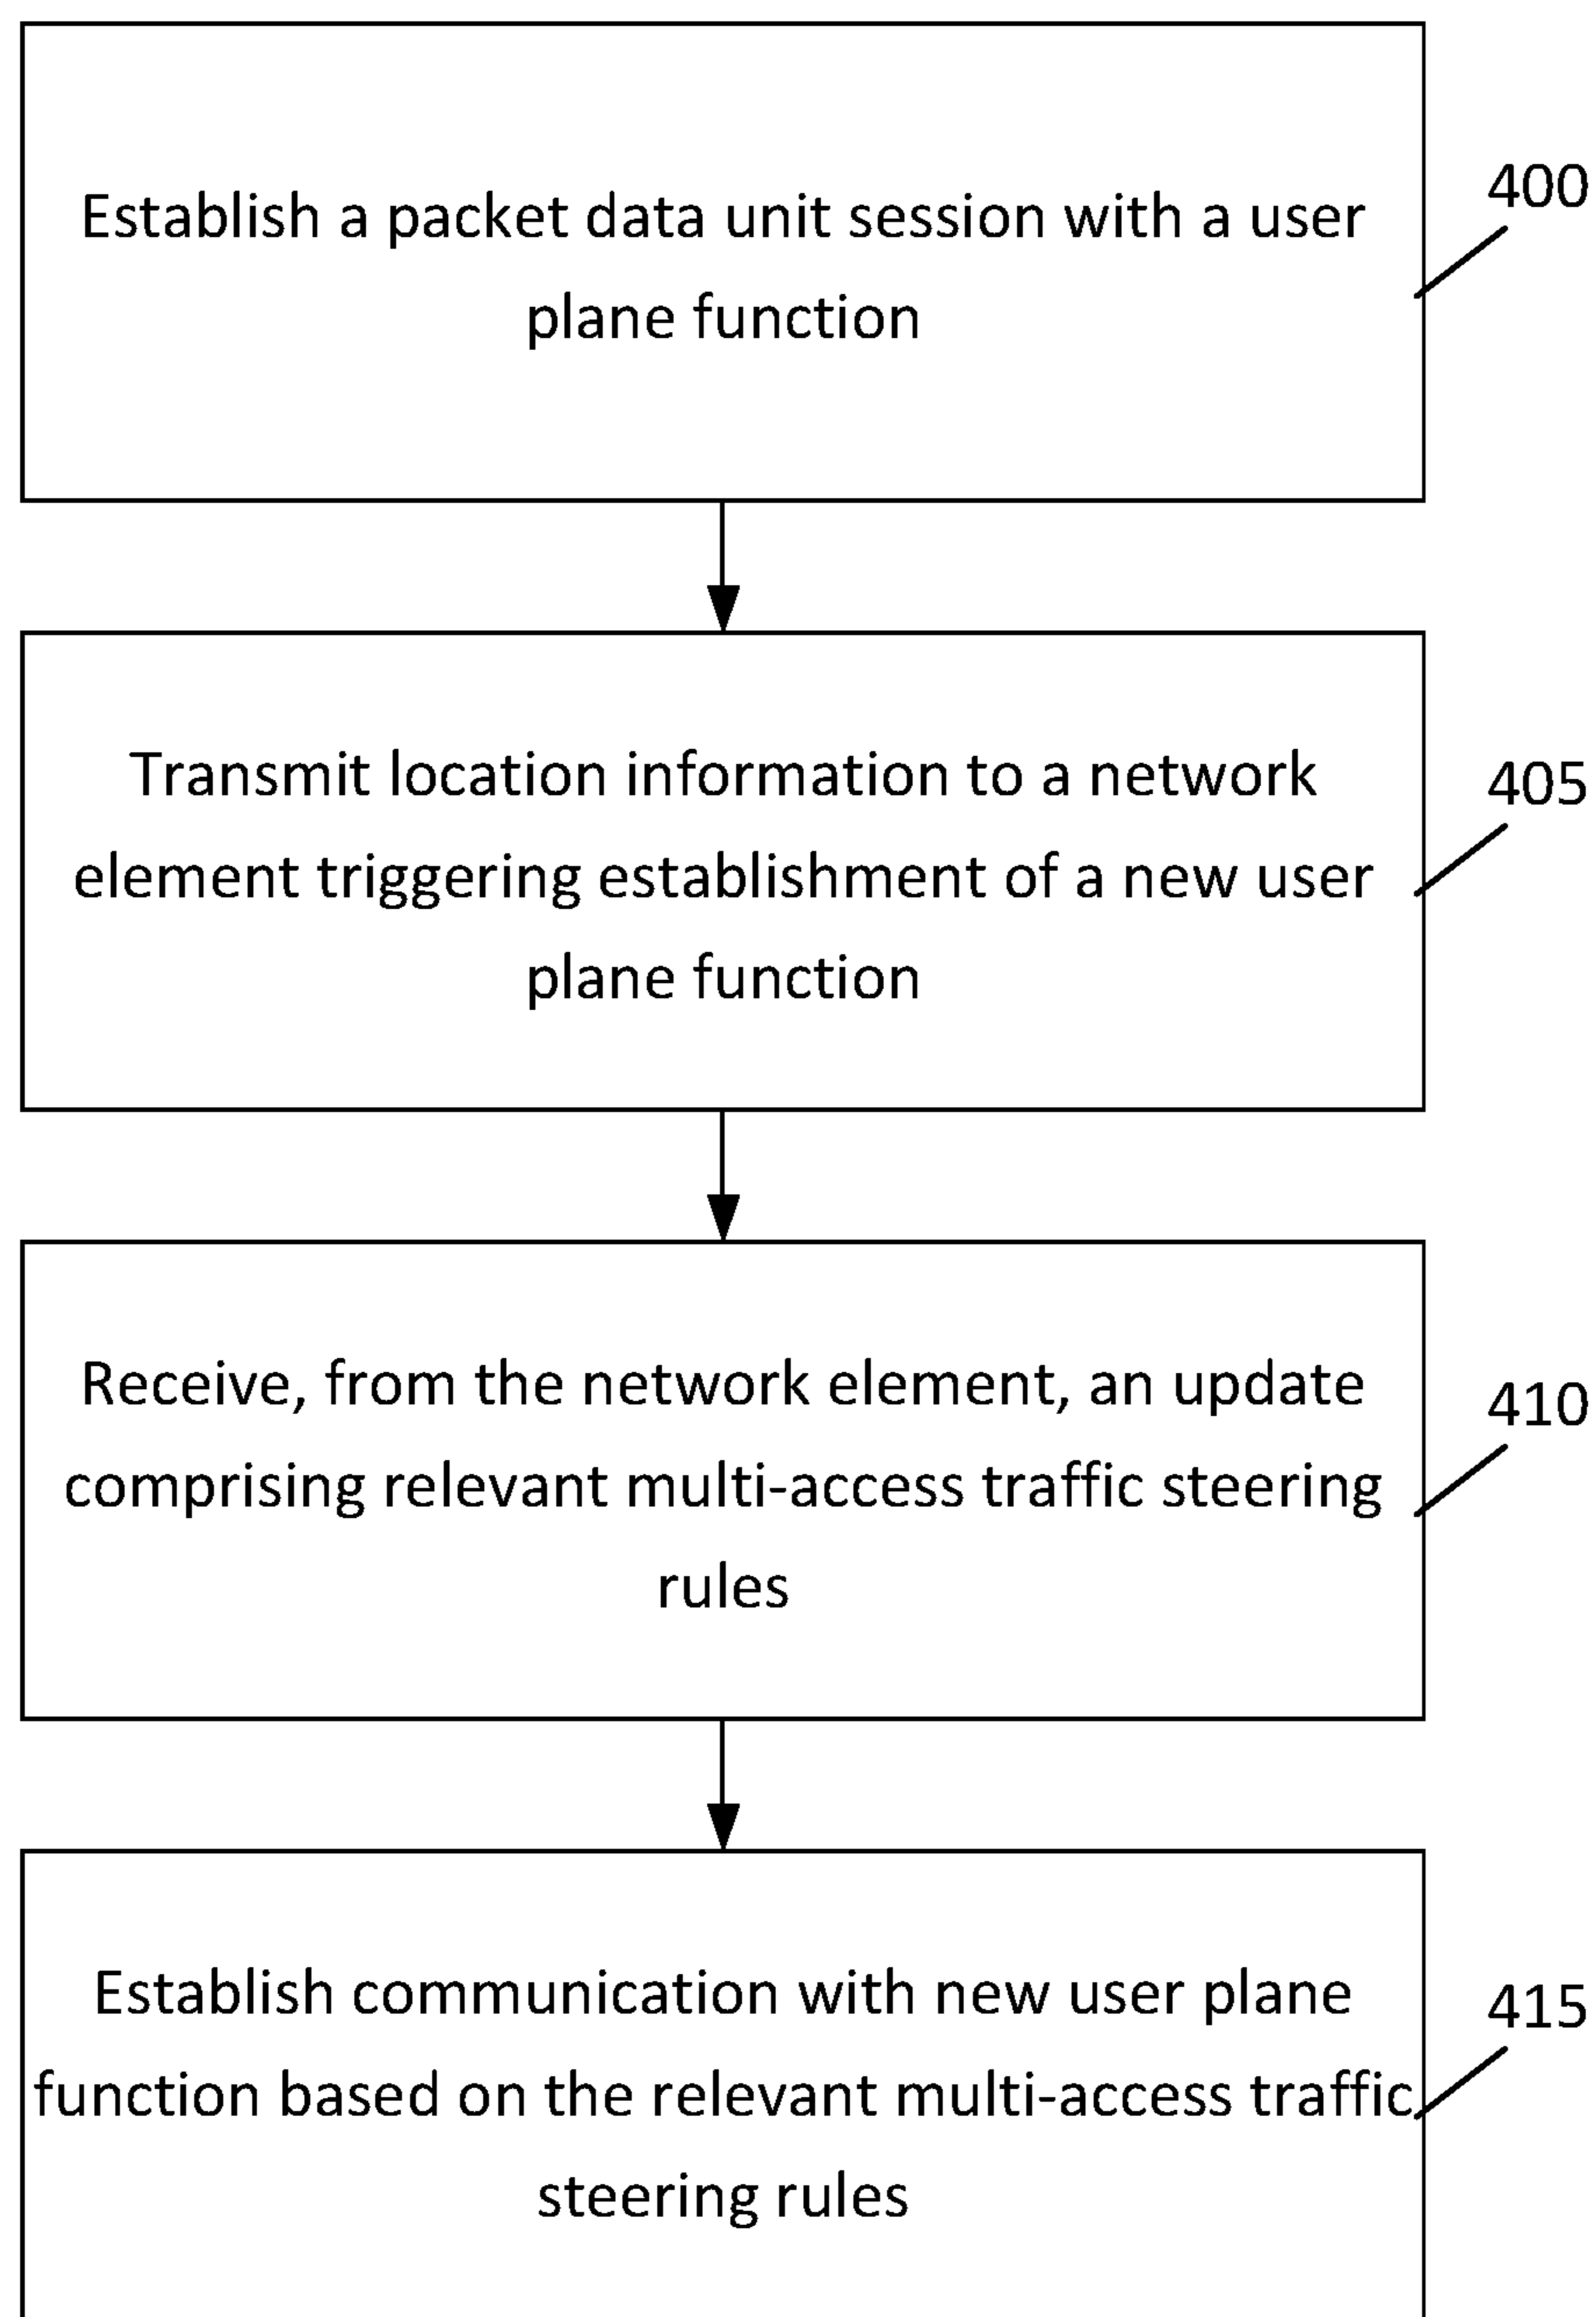 Establish a packet data unit session with a user
plane function
400
Transmit location information to a network
element triggering establishment of a new user
plane function
405
Receive, from the network element, an update
comprising relevant multi-access traffic steering
rules
410
Establish communication with new user plane
function based on the relevant multi-access traffic
steering rules
415